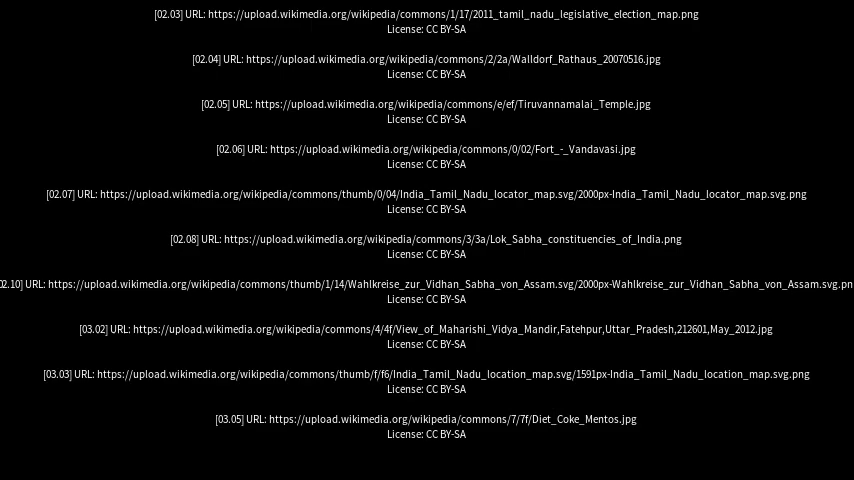 [02.03] URL: https://upload.wikimedia.org/wikipedia/commons/1/17/2011_tamil_nadu_legislative_election_map.png
License: CC BY-SA
[02.04] URL: https://upload.wikimedia.org/wikipedia/commons/2/2a/Walldorf_Rathaus_20070516.jpg
License: CC BY-SA
[02.05] URL: https://upload.wikimedia.org/wikipedia/commons/e/ef/Tiruvannamalai_Temple.jpg
License: CC BY-SA
[02.06] URL: https://upload.wikimedia.org/wikipedia/commons/0/02/Fort_-_Vandavasi.jpg
License: CC BY-SA
[02.07] URL: https://upload.wikimedia.org/wikipedia/commons/thumb/0/04/India_Tamil_Nadu_locator_map.svg/2000px-India_Tamil_Nadu_locator_map.svg.png
License: CC BY-SA
[02.08] URL: https://upload.wikimedia.org/wikipedia/commons/3/3a/Lok_Sabha_constituencies_of_India.png
License: CC BY-SA
02.10] URL: https://upload.wikimedia.org/wikipedia/commons/thumb/1/14/Wahlkreise_zur_Vidhan_Sabha_von_Assam.svg/2000px-Wahlkreise_zur_Vidhan_Sabha_von_Assam.svg.pn
License: CC BY-SA
[03.02] URL: https://upload.wikimedia.org/wikipedia/commons/4/4f/View_of_Maharishi_Vidya_Mandir,Fatehpur,Uttar_Pradesh,212601,May_2012.jpg
License: CC BY-SA
[03.03] URL: https://upload.wikimedia.org/wikipedia/commons/thumb/f/f6/India_Tamil_Nadu_location_map.svg/1591px-India_Tamil_Nadu_location_map.svg.png
License: CC BY-SA
[03.05] URL: https://upload.wikimedia.org/wikipedia/commons/7/7f/Diet_Coke_Mentos.jpg
License: CC BY-SA